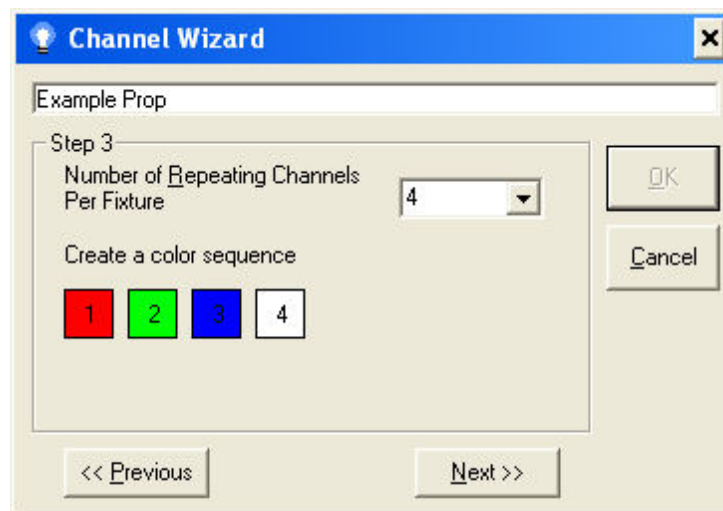 Channel Wizard
Example Prop
Step 3
Number of Repeating Channels
Per Fixture
4
OK
Create a color sequence
Cancel
1 2 3 4
<< Previous
Next >>